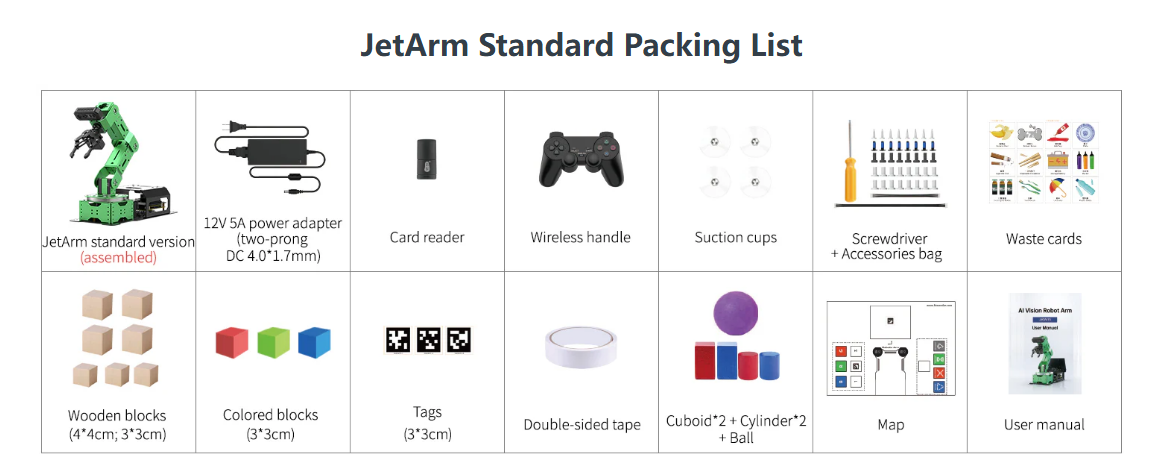 JetArm Standard Packing List
JetArm standard version
(assembled)
12V 5A power adapter
(two-prong
DC 4.0*1.7mm)
Card reader
Wireless handle
Suction cups
Screwdriver
+ Accessories bag
Waste cards
Wooden blocks
(4*4cm; 3*3cm)
Colored blocks
(3*3cm)
Tags
(3*3cm)
Double-sided tape
Cuboid*2 + Cylinder*2
+ Ball
Map
AI Vision Robot Arm
User Manual
User manual